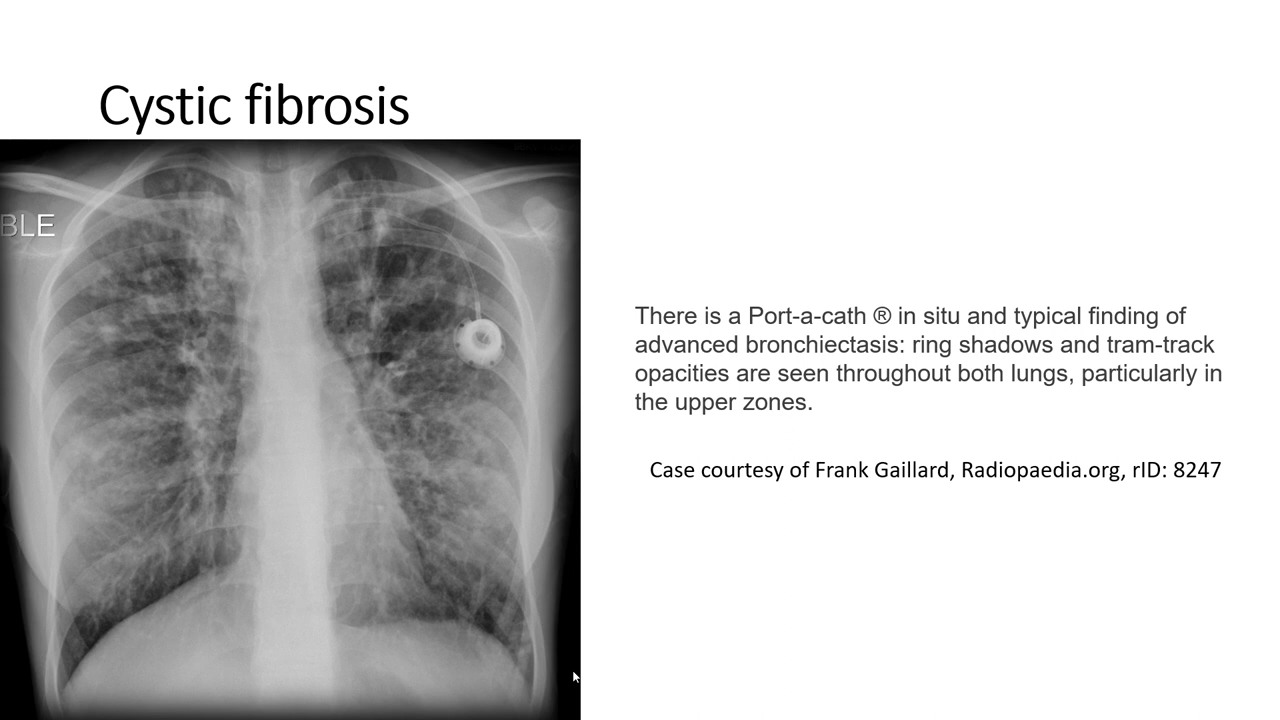 Cystic fibrosis
BLE
There is a Port-a-cath ® in situ and typical finding of
advanced bronchiectasis: ring shadows and tram-track
opacities are seen throughout both lungs, particularly in
the upper zones.
Case courtesy of Frank Gaillard, Radiopaedia.org, rID: 8247